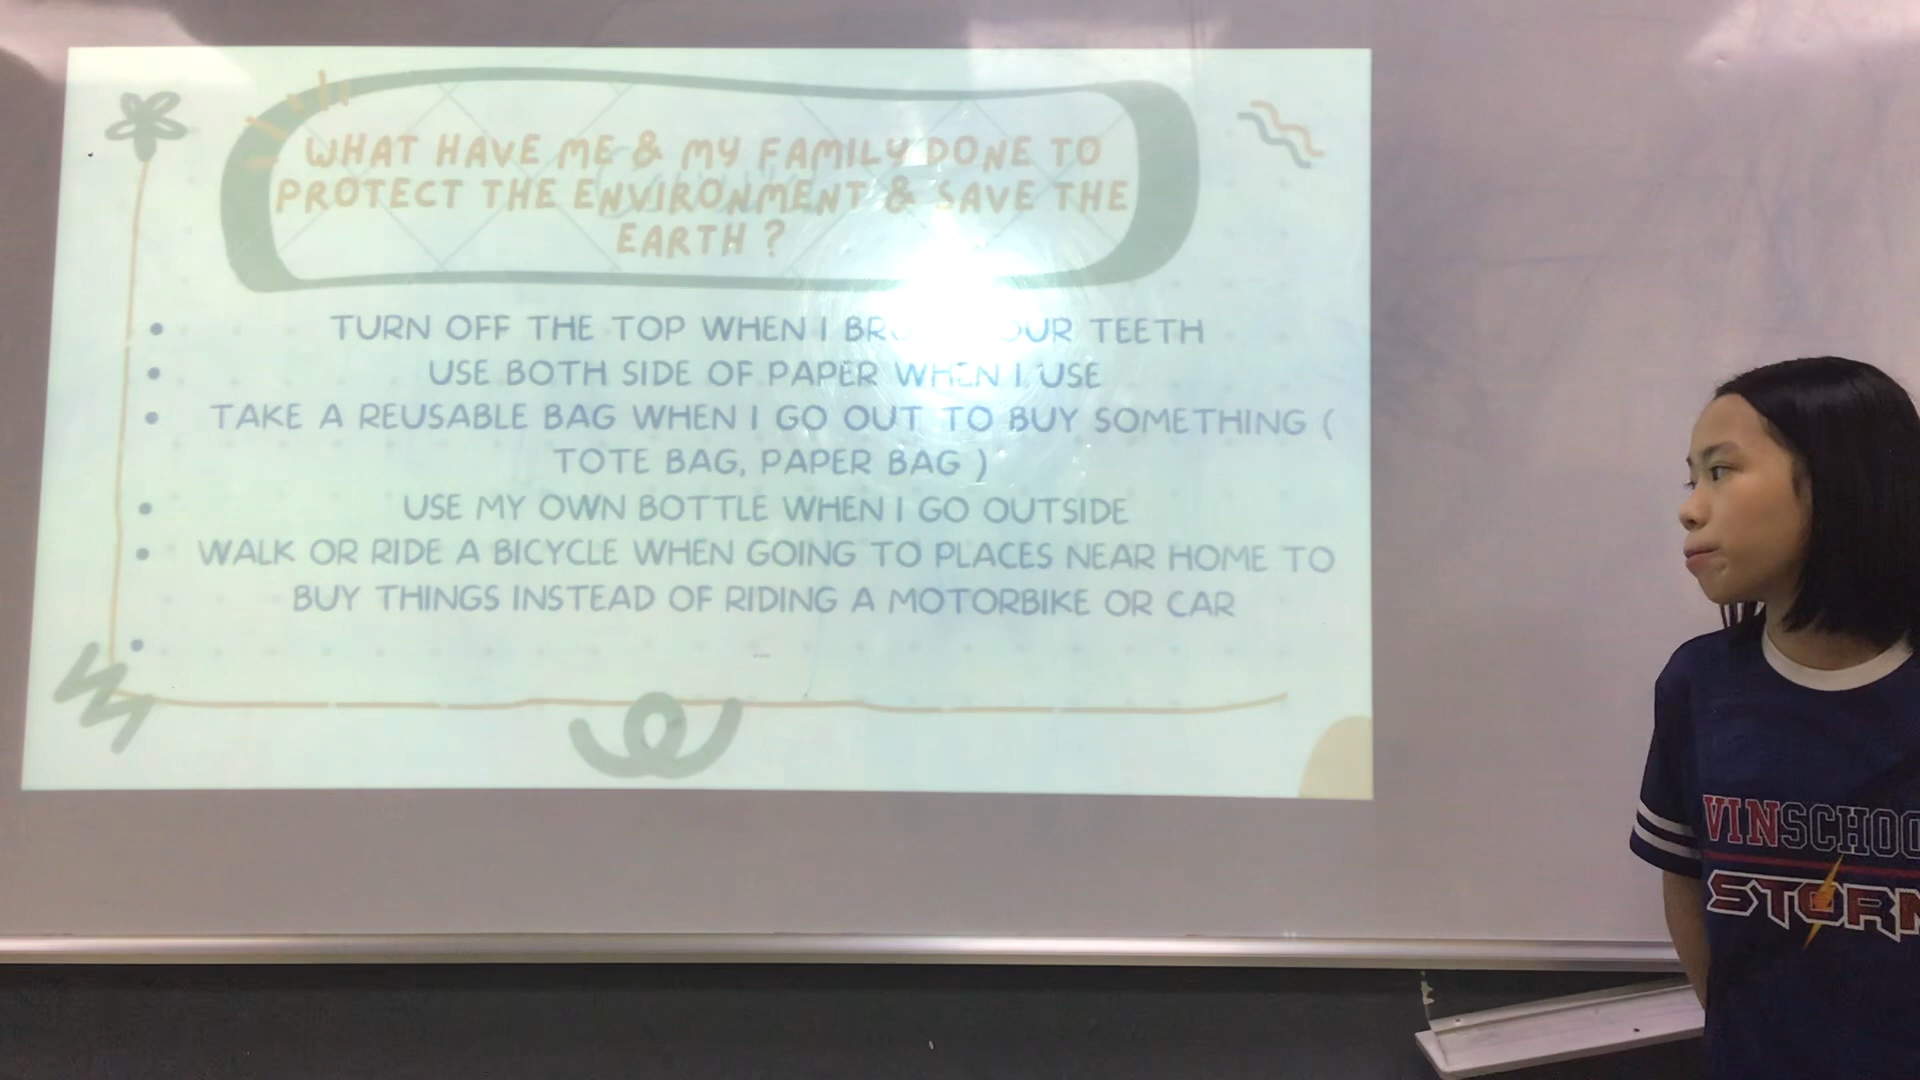 WHAT HAVE ME & MY FAMILY DONE TO
PROTECT THE ENVIRONMENT & SAVE THE
EARTH ?
• TURN OFF THE TOP WHEN I TEETH
• USE BOTH SIDE OF PAPER WHEN I USE
• TAKE A REUSABLE BAG WHEN I GO OUT TO BUY SOMETHING (
TOTE BAG, PAPER BAG )
• USE MY OWN BOTTLE WHEN I GO OUTSIDE
• WALK OR RIDE A BICYCLE WHEN GOING TO PLACES NEAR HOME TO
BUY THINGS INSTEAD OF RIDING A MOTORBIKE OR CAR
• ...
VINSCHOO
STORM